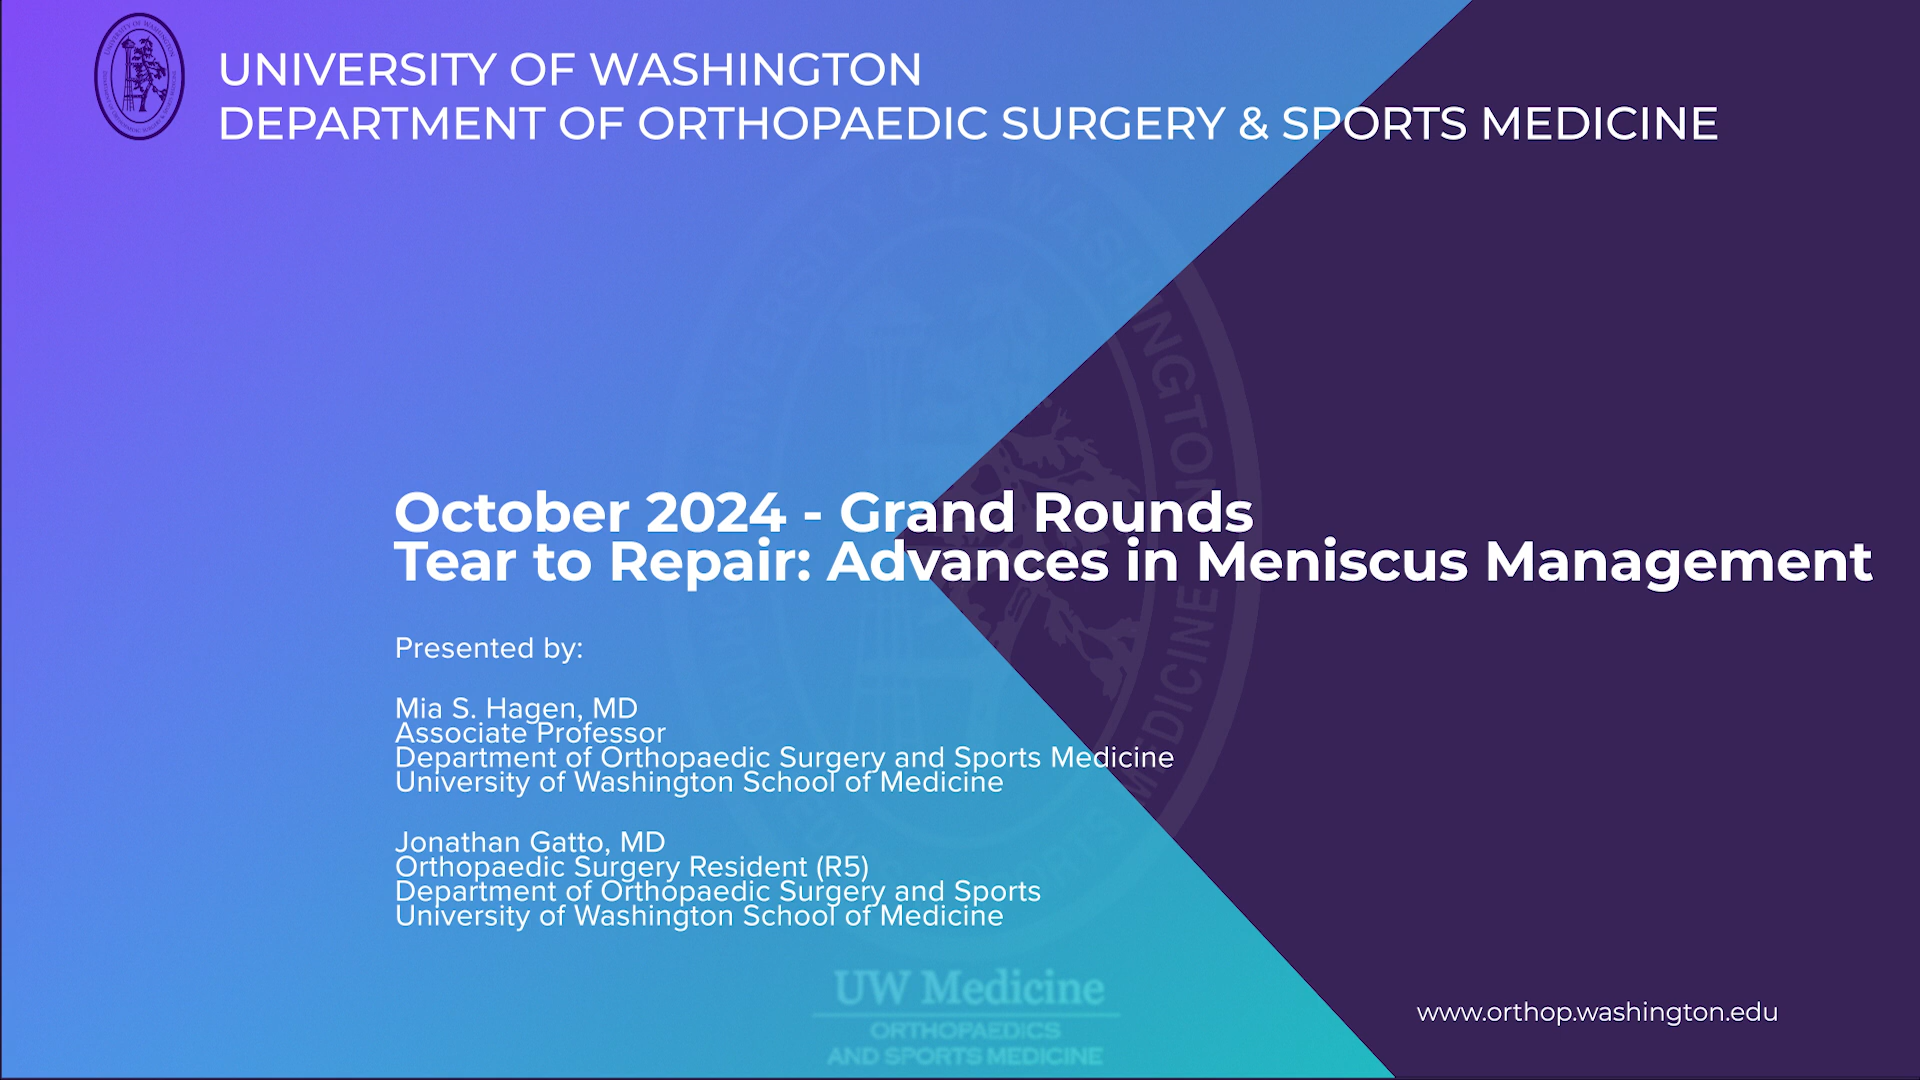 UNIVERSITY OF WASHINGTON
DEPARTMENT OF ORTHOPAEDIC SURGERY & SPORTS MEDICINE
October 2024 - Grand Rounds
Tear to Repair: Advances in Meniscus Management
Presented by:
Mia S. Hagen, MD
Associate Professor
Department of Orthopaedic Surgery and Sports Medicine
University of Washington School of Medicine
Jonathan Gatto, MD
Orthopaedic Surgery Resident (R5)
Department of Orthopaedic Surgery and Sports
University of Washington School of Medicine
UW Medicine
ORTHOPAEDICS
AND SPORTS MEDICINE
www.orthop.washington.edu